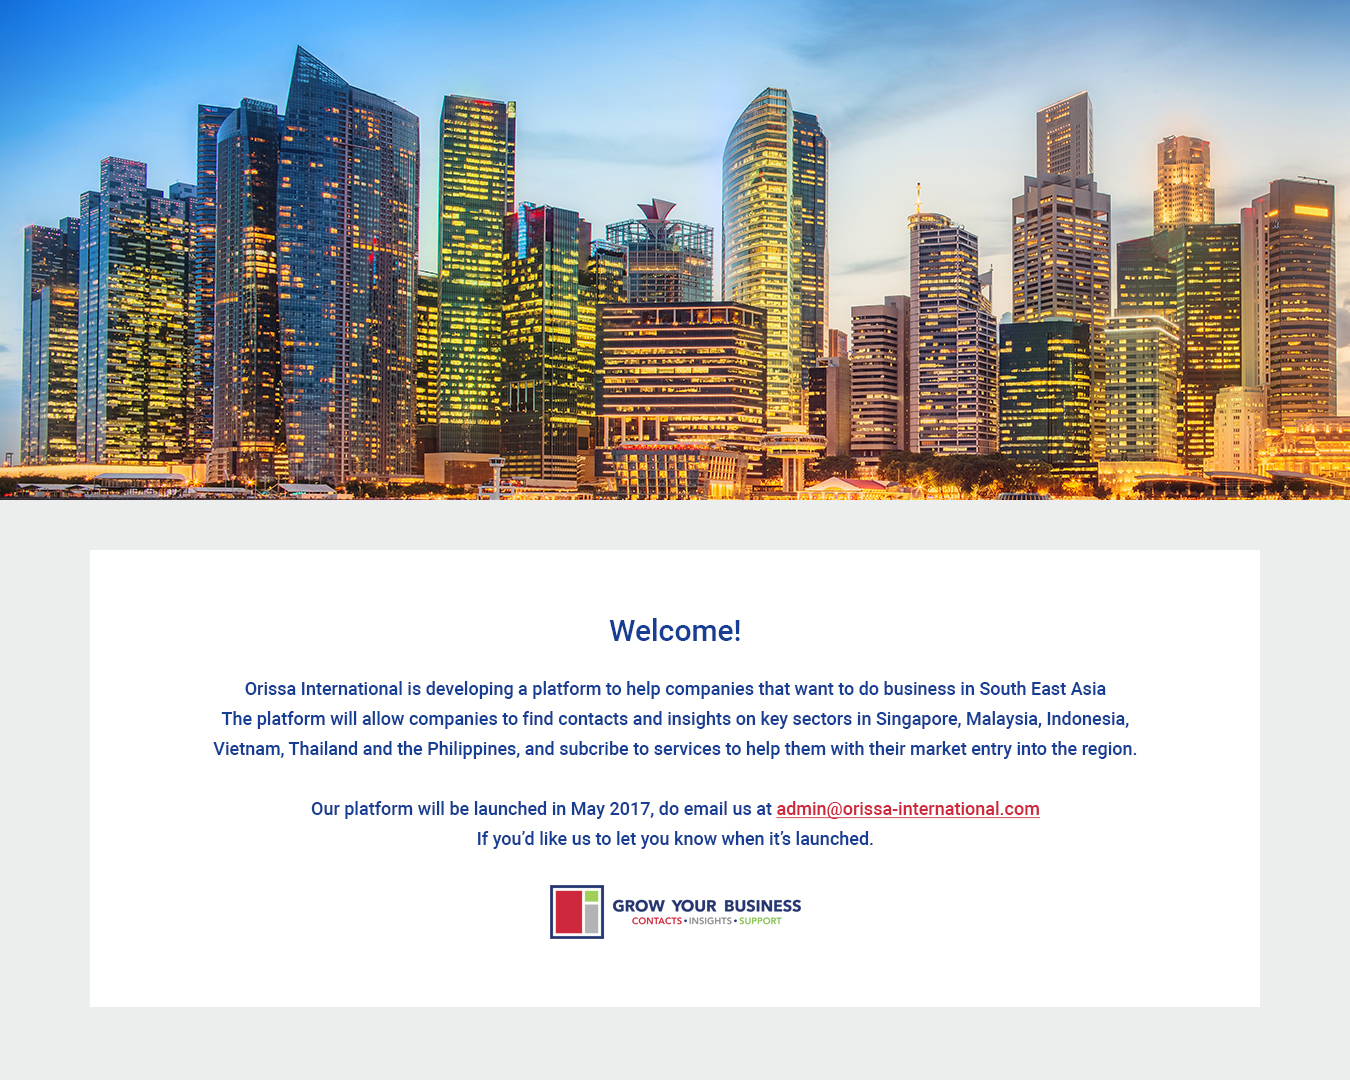 Welcome!
Orissa International is developing a platform to help companies that want to do business in South East Asia
The platform will allow companies to find contacts and insights on key sectors in Singapore, Malaysia, Indonesia,
Vietnam, Thailand and the Philippines, and subcribe to services to help them with their market entry into the region.
Our platform will be launched in May 2017, do email us at admin@orissa-international.com
If you’d like us to let you know when it’s launched.
GROW YOUR BUSINESS
CONTACTS • INSIGHTS • SUPPORT